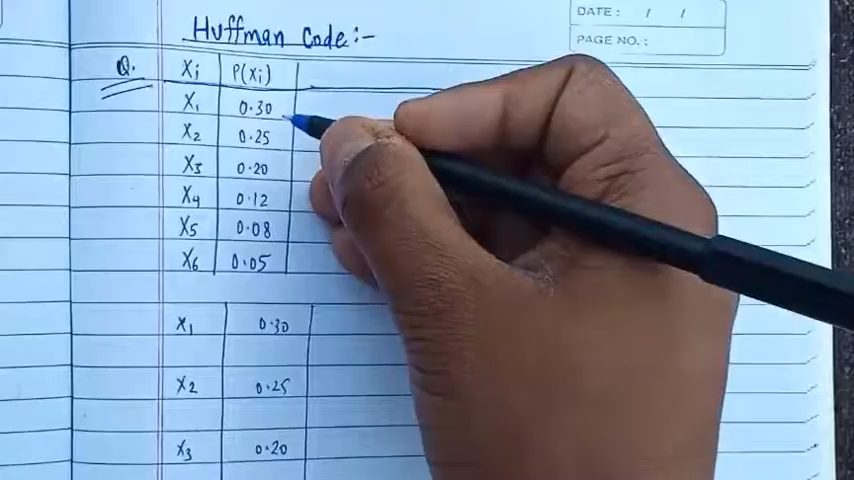 Huffman Code :-
DATE : / /
PAGE NO. :
Q. Xi P(Xi)
X1 0.30
X2 0.25
X3 0.20
X4 0.12
X5 0.08
X6 0.05
X1 0.30
X2 0.25
X3 0.20